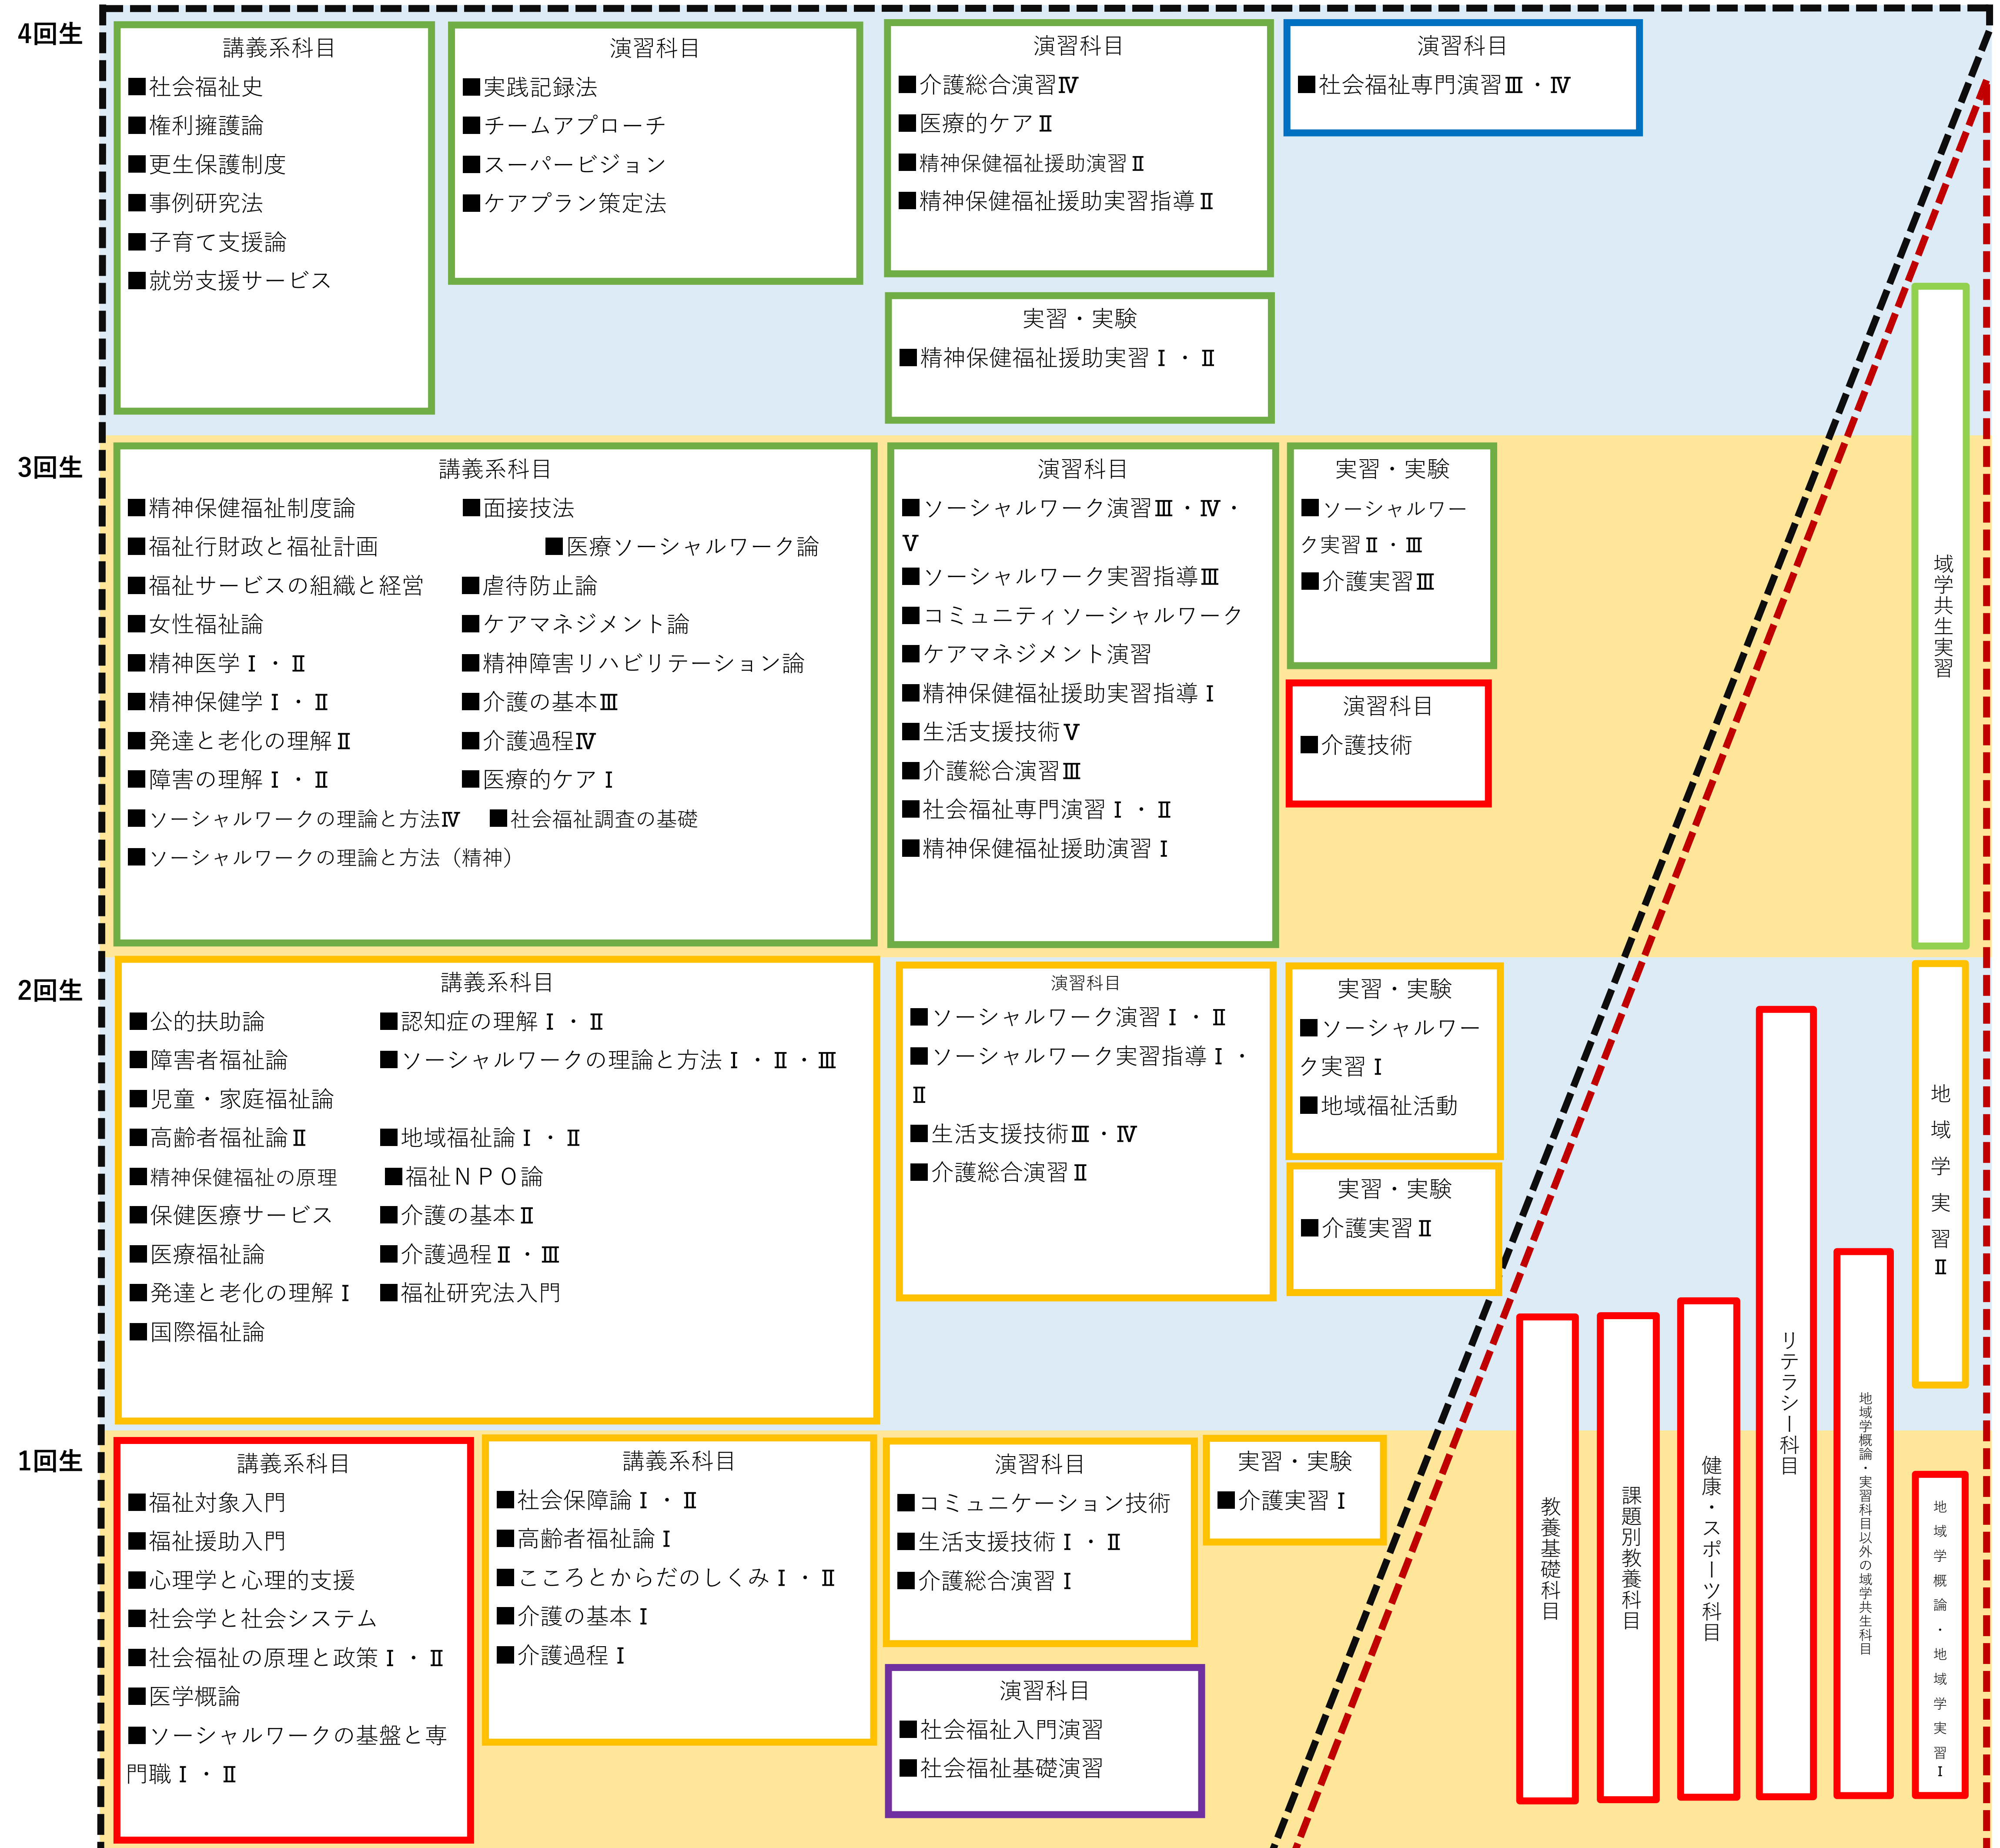 4回生
講義系科目
■社会福祉史
■権利擁護論
■更生保護制度
■事例研究法
■子育て支援論
■就労支援サービス
演習科目
■実践記録法
■チームアプローチ
■スーパービジョン
■ケアプラン策定法
演習科目
■介護総合演習Ⅳ
■医療的ケアⅡ
■精神保健福祉援助演習Ⅱ
■精神保健福祉援助実習指導Ⅱ
実習・実験
■精神保健福祉援助実習Ⅰ・Ⅱ
演習科目
■社会福祉専門演習Ⅲ・Ⅳ
3回生
講義系科目
■精神保健福祉制度論 ■面接技法
■福祉行財政と福祉計画 ■医療ソーシャルワーク論
■福祉サービスの組織と経営 ■虐待防止論
■女性福祉論 ■ケアマネジメント論
■精神医学Ⅰ・Ⅱ ■精神障害リハビリテーション論
■精神保健学Ⅰ・Ⅱ ■介護の基本Ⅲ
■発達と老化の理解Ⅱ ■介護過程Ⅳ
■障害の理解Ⅰ・Ⅱ ■医療的ケアⅠ
■ソーシャルワークの理論と方法Ⅳ ■社会福祉調査の基礎
■ソーシャルワークの理論と方法（精神）
演習科目
■ソーシャルワーク演習Ⅲ・Ⅳ・
Ⅴ
■ソーシャルワーク実習指導Ⅲ
■コミュニティソーシャルワーク
■ケアマネジメント演習
■精神保健福祉援助実習指導Ⅰ
■生活支援技術Ⅴ
■介護総合演習Ⅲ
■社会福祉専門演習Ⅰ・Ⅱ
■精神保健福祉援助演習Ⅰ
実習・実験
■ソーシャルワー
ク実習Ⅱ・Ⅲ
■介護実習Ⅲ
演習科目
■介護技術
域学共生実習
2回生
講義系科目
■公的扶助論 ■認知症の理解Ⅰ・Ⅱ
■障害者福祉論 ■ソーシャルワークの理論と方法Ⅰ・Ⅱ・Ⅲ
■児童・家庭福祉論
■高齢者福祉論Ⅱ ■地域福祉論Ⅰ・Ⅱ
■精神保健福祉の原理 ■福祉ＮＰＯ論
■保健医療サービス ■介護の基本Ⅱ
■医療福祉論 ■介護過程Ⅱ・Ⅲ
■発達と老化の理解Ⅰ ■福祉研究法入門
■国際福祉論
演習科目
■ソーシャルワーク演習Ⅰ・Ⅱ
■ソーシャルワーク実習指導Ⅰ・
Ⅱ
■生活支援技術Ⅲ・Ⅳ
■介護総合演習Ⅱ
実習・実験
■ソーシャルワー
ク実習Ⅰ
■地域福祉活動
実習・実験
■介護実習Ⅱ
地域学実習Ⅱ
1回生
講義系科目
■福祉対象入門
■福祉援助入門
■心理学と心理的支援
■社会学と社会システム
■社会福祉の原理と政策Ⅰ・Ⅱ
■医学概論
■ソーシャルワークの基盤と専
門職Ⅰ・Ⅱ
講義系科目
■社会保障論Ⅰ・Ⅱ
■高齢者福祉論Ⅰ
■こころとからだのしくみⅠ・Ⅱ
■介護の基本Ⅰ
■介護過程Ⅰ
演習科目
■コミュニケーション技術
■生活支援技術Ⅰ・Ⅱ
■介護総合演習Ⅰ
実習・実験
■介護実習Ⅰ
演習科目
■社会福祉入門演習
■社会福祉基礎演習
教養基礎科目
課題別教養科目
健康・スポーツ科目
リテラシー科目
地域学概論・実習科目以外の域学共生科目
地域学概論・地域学実習Ⅰ